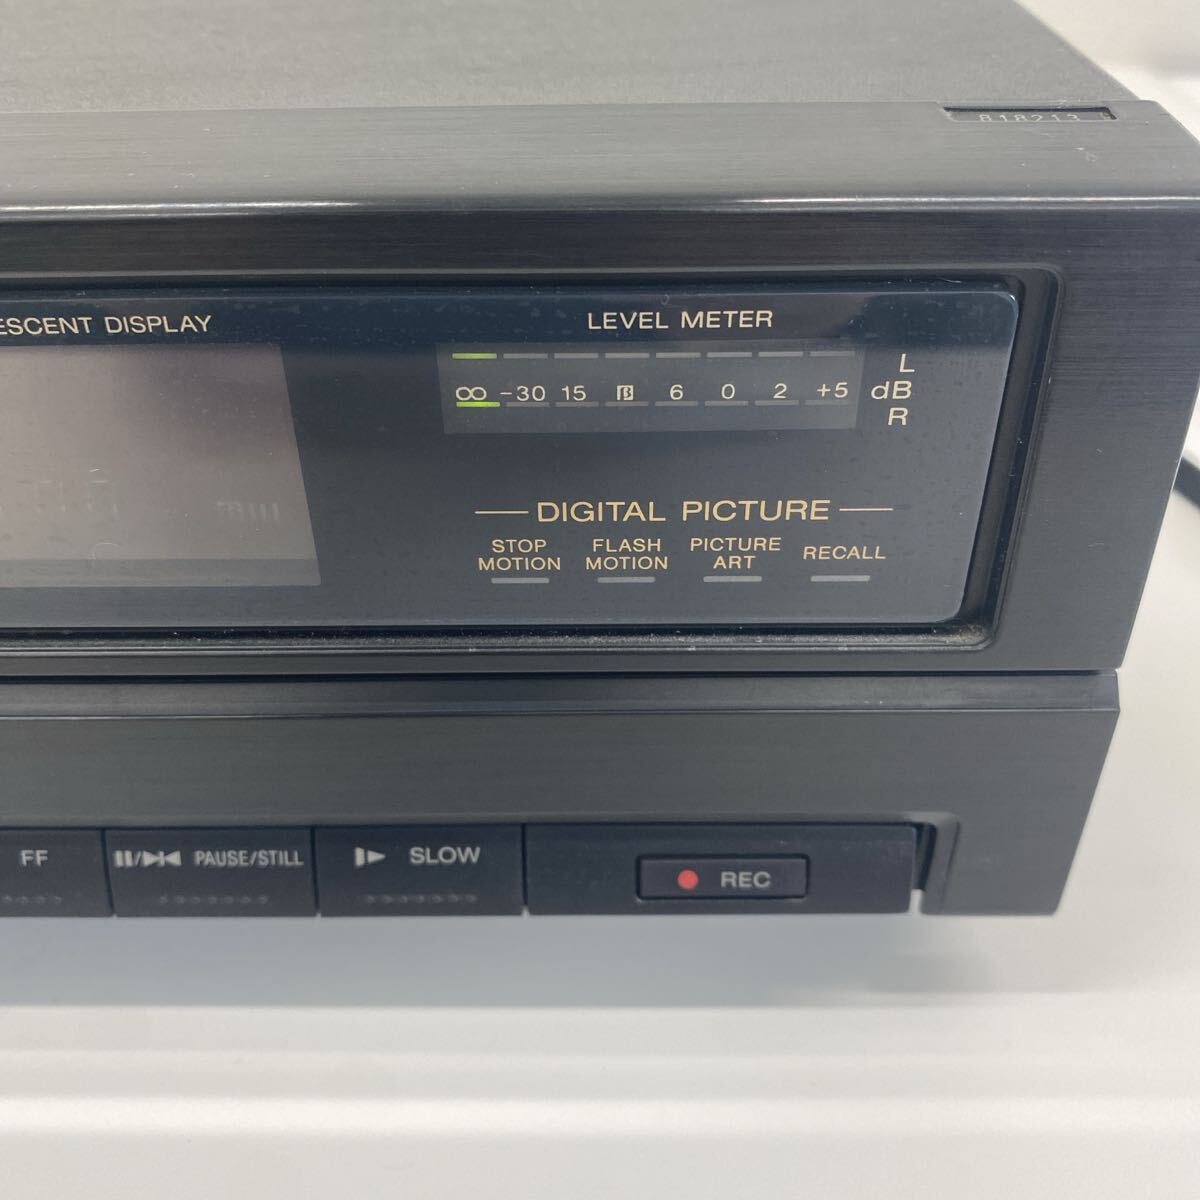 818213
ESCENT DISPLAY
LEVEL METER
L
∞ -30 15 β 6 0 2 +5 dB
R
DIGITAL PICTURE
STOP MOTION
FLASH MOTION
PICTURE ART
RECALL
FF
PAUSE/STILL
SLOW
REC